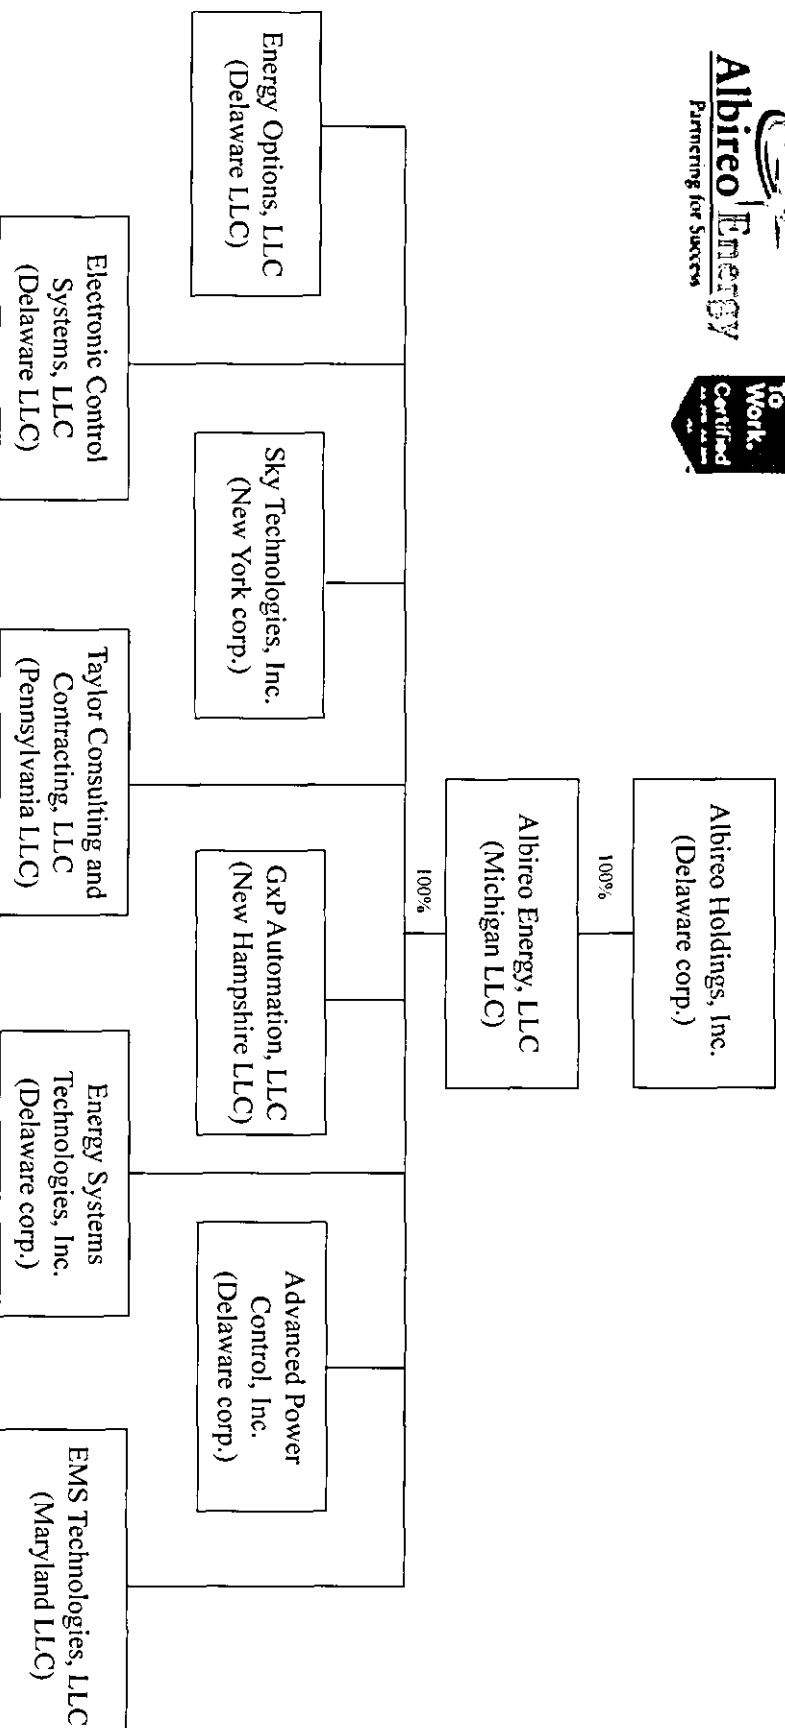 Albireo Energy
Partnering for Success
To
Work.
Certified
Albireo Holdings, Inc.
(Delaware corp.)
100%
Albireo Energy, LLC
(Michigan LLC)
100%
Energy Options, LLC
(Delaware LLC)
Sky Technologies, Inc.
(New York corp.)
GxP Automation, LLC
(New Hampshire LLC)
Advanced Power
Control, Inc.
(Delaware corp.)
Electronic Control
Systems, LLC
(Delaware LLC)
Taylor Consulting and
Contracting, LLC
(Pennsylvania LLC)
Energy Systems
Technologies, Inc.
(Delaware corp.)
EMS Technologies, LLC
(Maryland LLC)